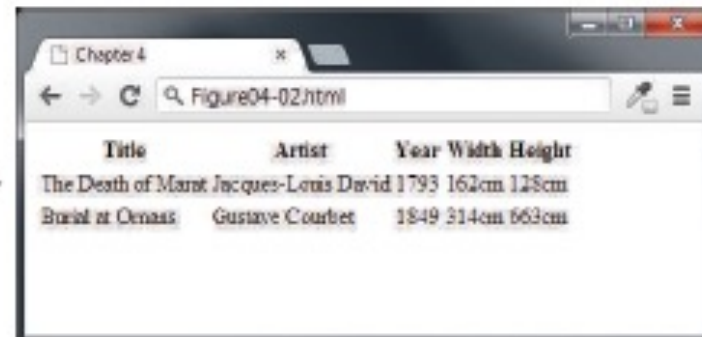 Chapter 4
Figure04-02.html
Title Artist Year Width Height
The Death of Marat Jacques-Louis David 1793 162cm 128cm
Burial at Ornans Gustave Courbet 1849 314cm 663cm